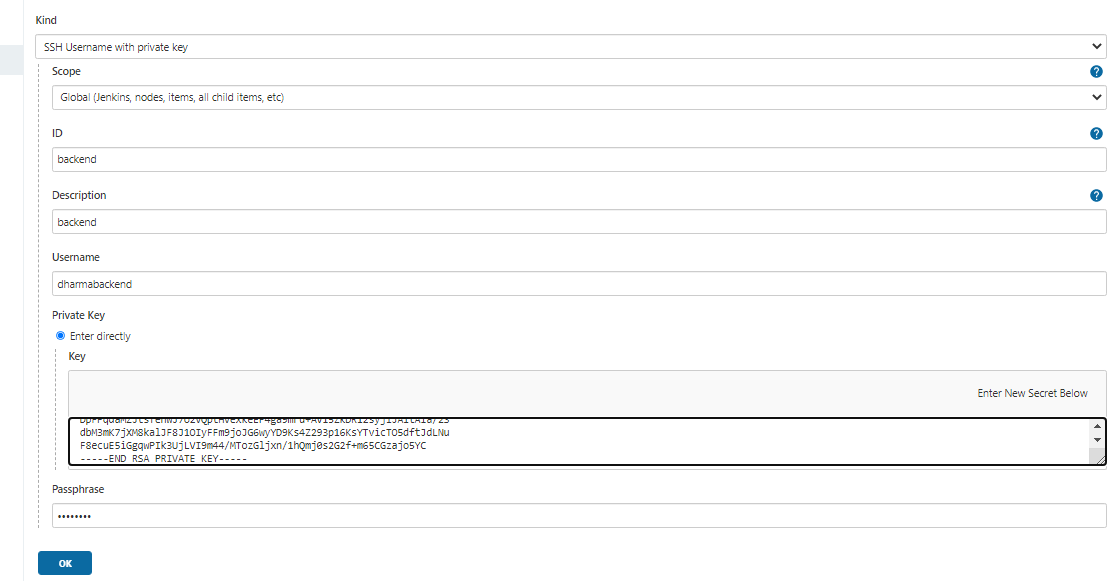 Kind
SSH Username with private key
Scope ?
Global (Jenkins, nodes, items, all child items, etc)
ID ?
backend
Description ?
backend
Username
dharmabackend
Private Key
Enter directly
Key
Enter New Secret Below
dbM3mK7jXM8kalJF8J1OIyFFm9joJG6wyYD9Ks4Z293p16KsYTvicTO5dftJdLNu
F8ecuE5iGgqwPIk3UjLVI9m44/MTozGljxn/1hQmj0s2G2f+m65CGzajo5YC
-----END RSA PRIVATE KEY-----
Passphrase
••••••••
OK